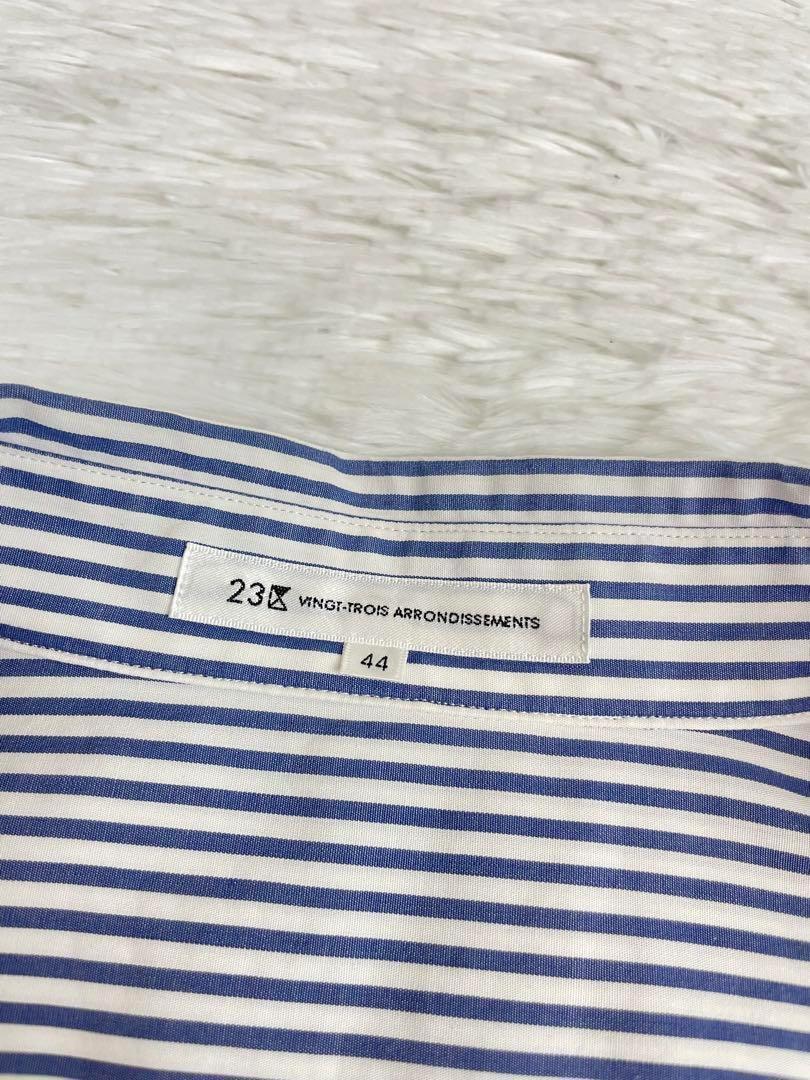 23区 VINGT-TROIS ARRONDISSEMENTS
44